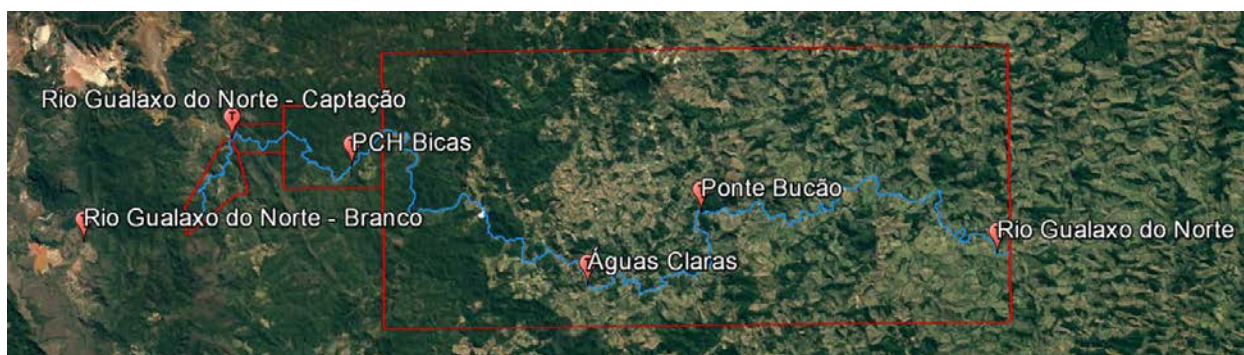 Rio Gualaxo do Norte - Captação
T
PCH Bicas
Ponte Bucão
Rio Gualaxo do Norte - Branco
Rio Gualaxo do Norte
Águas Claras